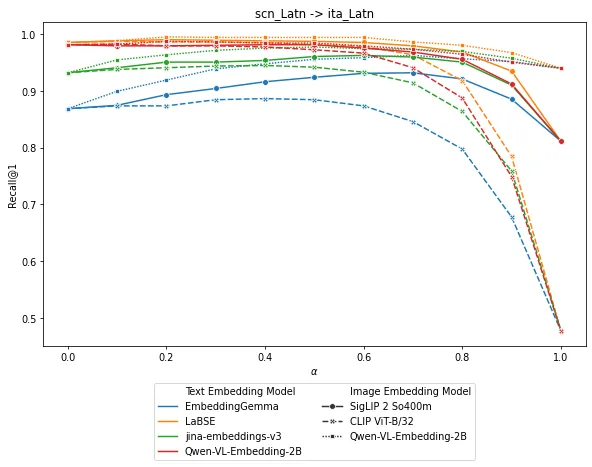 scn_Latn -> ita_Latn
1.0
0.9
0.8
0.7
0.6
0.5
Recall@1
0.0 0.2 0.4 0.6 0.8 1.0
α
Text Embedding Model
EmbeddingGemma
LaBSE
jina-embeddings-v3
Qwen-VL-Embedding-2B
Image Embedding Model
SigLIP 2 So400m
CLIP ViT-B/32
Qwen-VL-Embedding-2B